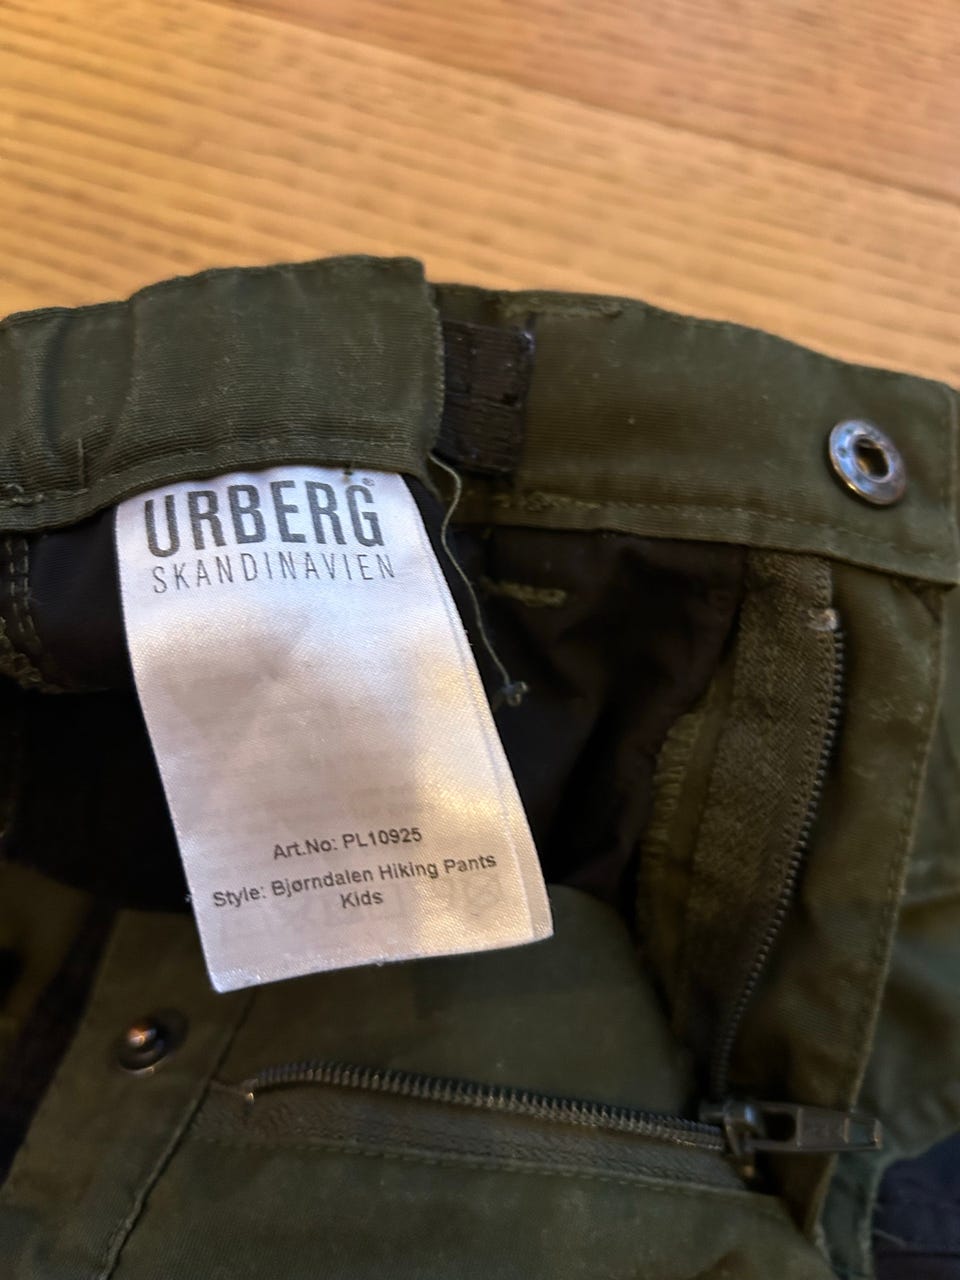 URBERG®
SKANDINAVIEN
Art.No: PL10925
Style: Bjørndalen Hiking Pants
Kids